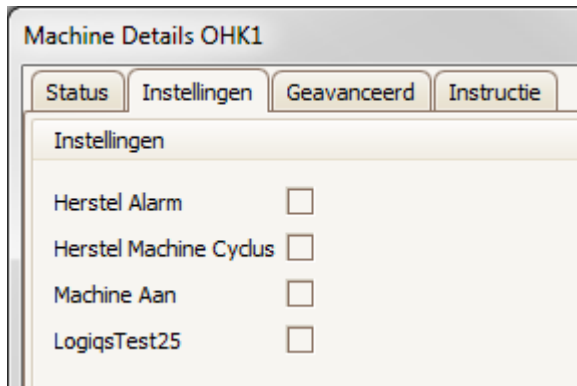 Machine Details OHK1
Status Instellingen Geavanceerd Instructie
Instellingen
Herstel Alarm
Herstel Machine Cyclus
Machine Aan
LogiqsTest25